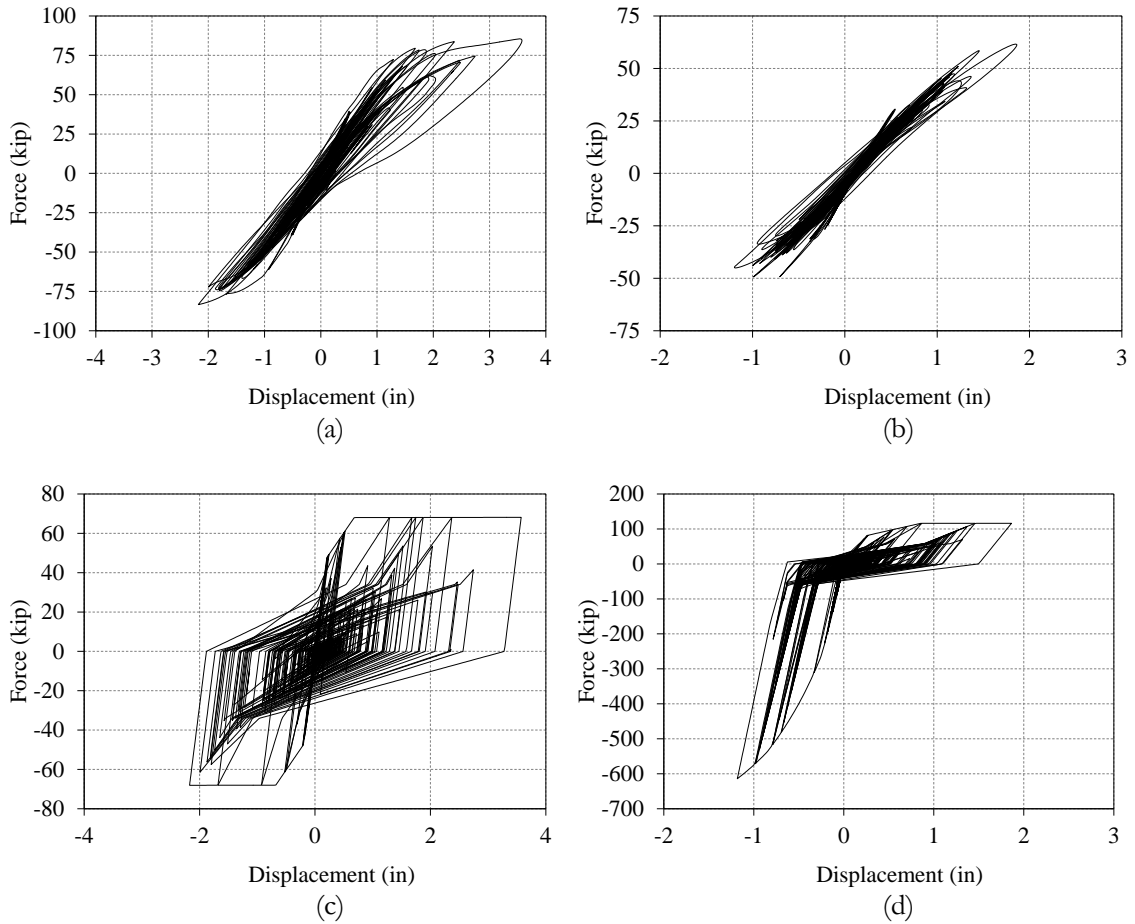 100
75
50
25
0
-25
-50
-75
-100
Force (kip)
-4 -3 -2 -1 0 1 2 3 4
Displacement (in)
(a)
75
50
25
0
-25
-50
-75
Force (kip)
-2 -1 0 1 2 3
Displacement (in)
(b)
80
60
40
20
0
-20
-40
-60
-80
Force (kip)
-4 -2 0 2 4
Displacement (in)
(c)
200
100
0
-100
-200
-300
-400
-500
-600
-700
Force (kip)
-2 -1 0 1 2 3
Displacement (in)
(d)